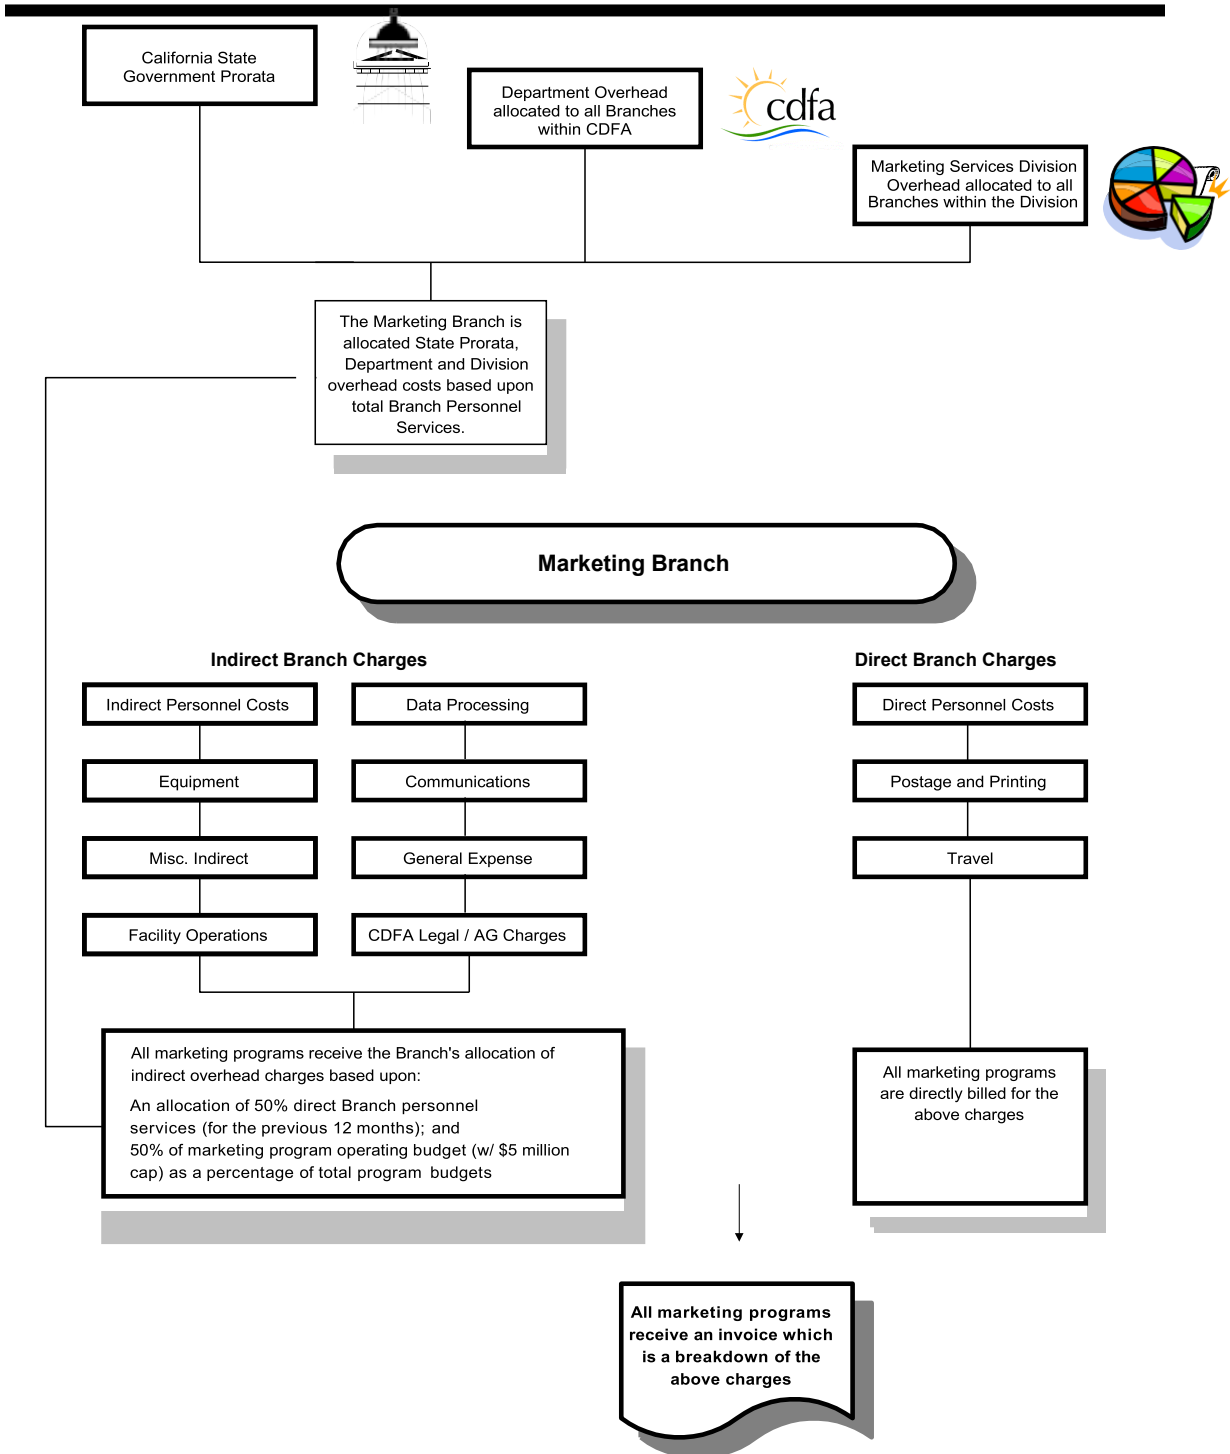 California State
Government Prorata
Department Overhead
allocated to all Branches
within CDFA
cdfa
Marketing Services Division
Overhead allocated to all
Branches within the Division
The Marketing Branch is
allocated State Prorata,
Department and Division
overhead costs based upon
total Branch Personnel
Services.
Marketing Branch
Indirect Branch Charges
Direct Branch Charges
Indirect Personnel Costs
Data Processing
Direct Personnel Costs
Equipment
Communications
Postage and Printing
Misc. Indirect
General Expense
Travel
Facility Operations
CDFA Legal / AG Charges
All marketing programs receive the Branch's allocation of
indirect overhead charges based upon:
An allocation of 50% direct Branch personnel
services (for the previous 12 months); and
50% of marketing program operating budget (w/ $5 million
cap) as a percentage of total program budgets
All marketing programs
are directly billed for the
above charges
All marketing programs
receive an invoice which
is a breakdown of the
above charges